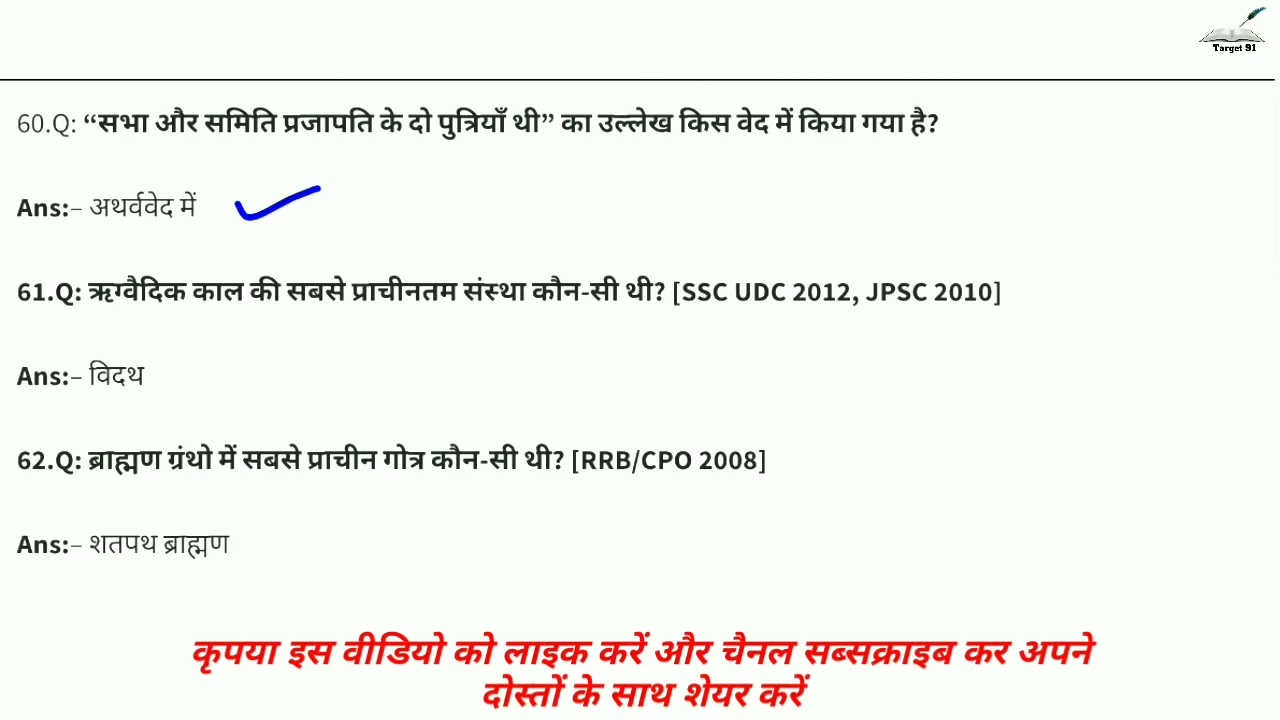 Target 91
60.Q: “सभा और समिति प्रजापति के दो पुत्रियाँ थी” का उल्लेख किस वेद में किया गया है?
Ans:– अथर्ववेद में
61.Q: ऋग्वैदिक काल की सबसे प्राचीनतम संस्था कौन-सी थी? [SSC UDC 2012, JPSC 2010]
Ans:– विदथ
62.Q: ब्राह्मण ग्रंथो में सबसे प्राचीन गोत्र कौन-सी थी? [RRB/CPO 2008]
Ans:– शतपथ ब्राह्मण
कृपया इस वीडियो को लाइक करें और चैनल सब्सक्राइब कर अपने
दोस्तों के साथ शेयर करें